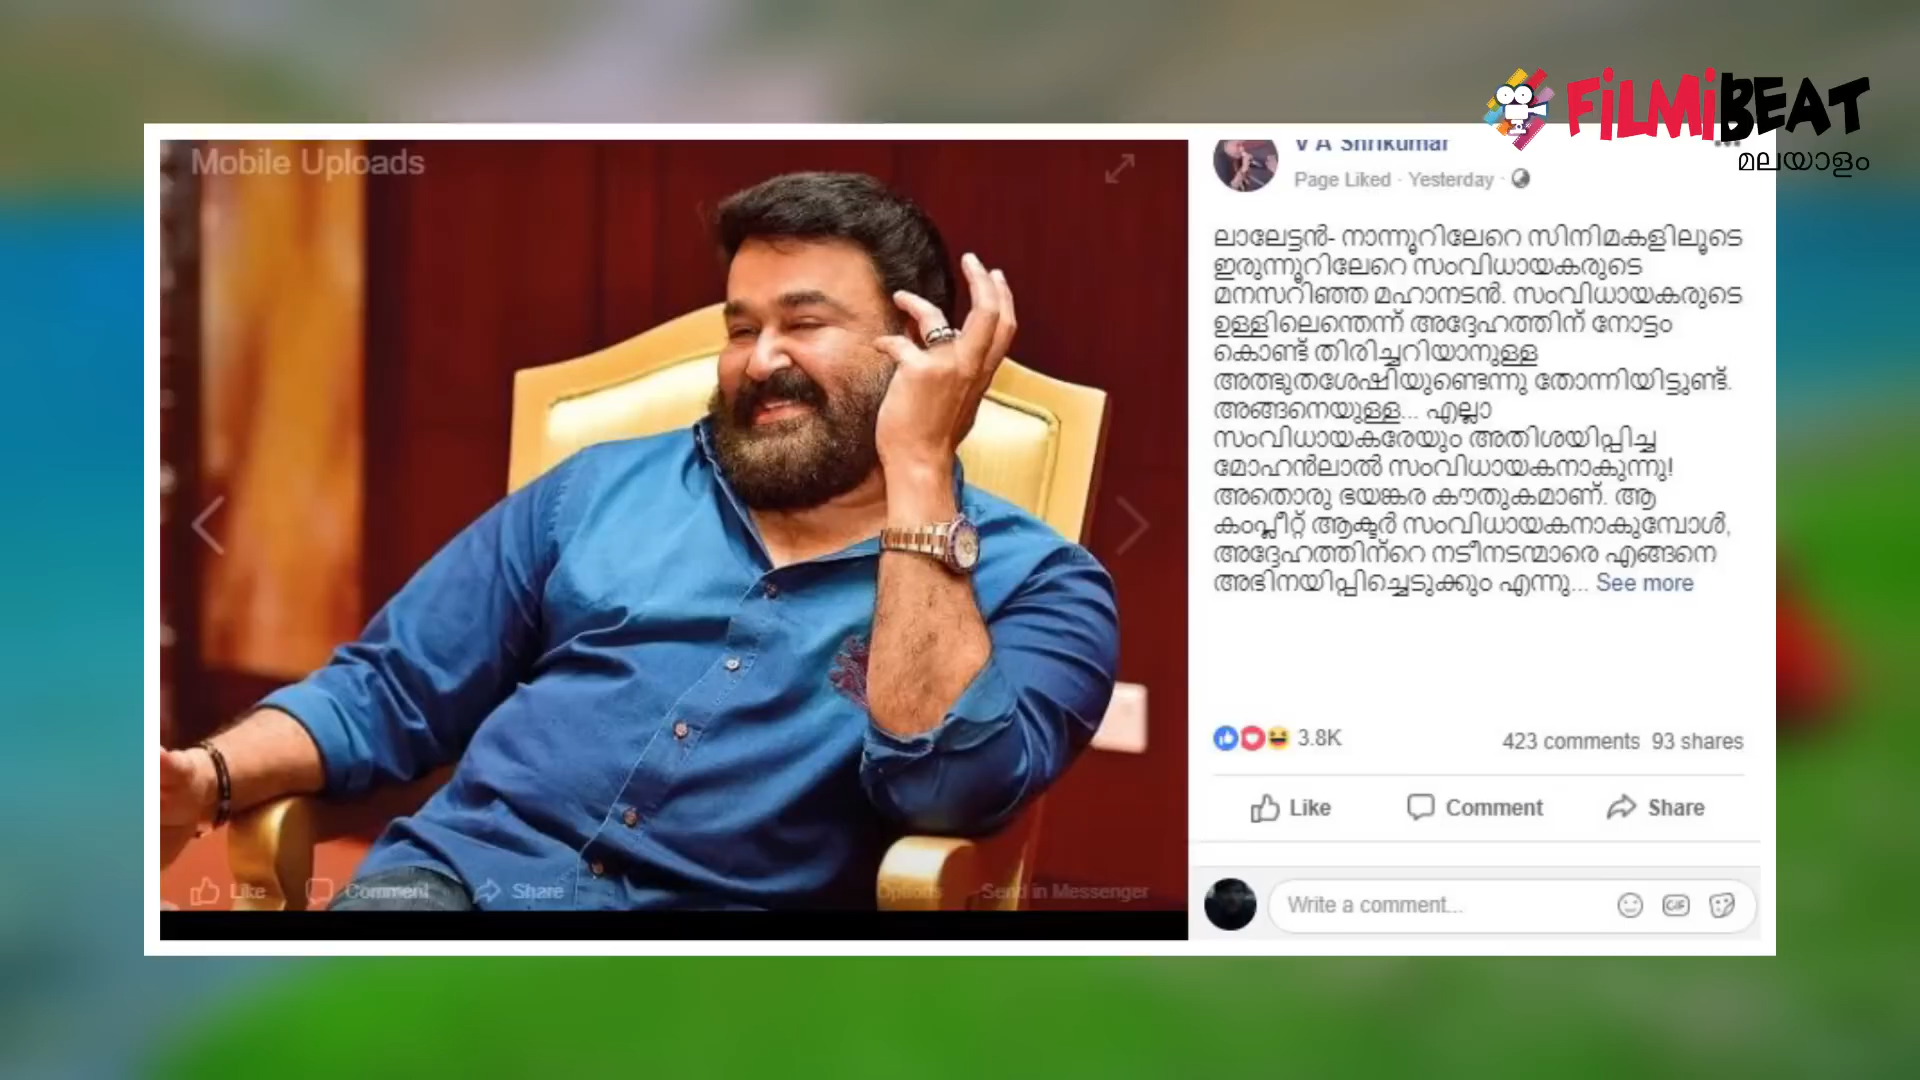 FiLMiBEAT
മലയാളം
Mobile Uploads
V A Shrikumar
Page Liked · Yesterday ·
ലാലേട്ടൻ- നാന്നൂറിലേറെ സിനിമകളിലൂടെ
ഇരുന്നൂറിലേറെ സംവിധായകരുടെ
മനസറിഞ്ഞ മഹാനടൻ. സംവിധായകരുടെ
ഉള്ളിലെന്തെന്ന് അദ്ദേഹത്തിന് നോട്ടം
കൊണ്ട് തിരിച്ചറിയാനുള്ള
അത്ഭുതശേഷിയുണ്ടെന്നു തോന്നിയിട്ടുണ്ട്.
അങ്ങനെയുള്ള... എല്ലാ
സംവിധായകരേയും അതിശയിപ്പിച്ച
മോഹൻലാൽ സംവിധായകനാകുന്നു!
അതൊരു ഭയങ്കര കൗതുകമാണ്. ആ
കംപ്ലീറ്റ് ആക്ടർ സംവിധായകനാകുമ്പോൾ,
അദ്ദേഹത്തിന്റെ നടീനടന്മാരെ എങ്ങനെ
അഭിനയിപ്പിച്ചെടുക്കും എന്നു... See more
3.8K
423 comments 93 shares
Like Comment Share
Like Comment Share Options Send in Messenger
Write a comment...
GIF